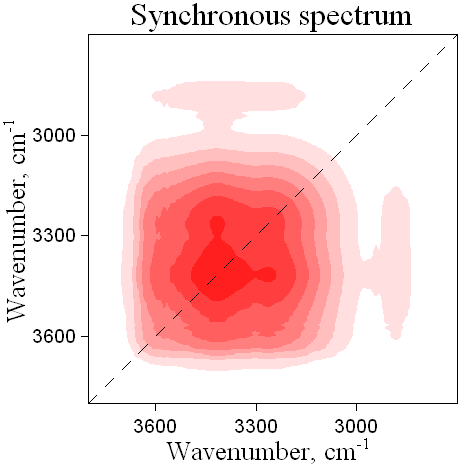 Synchronous spectrum
Wavenumber, cm⁻¹
3000
3300
3600
3600 3300 3000
Wavenumber, cm⁻¹